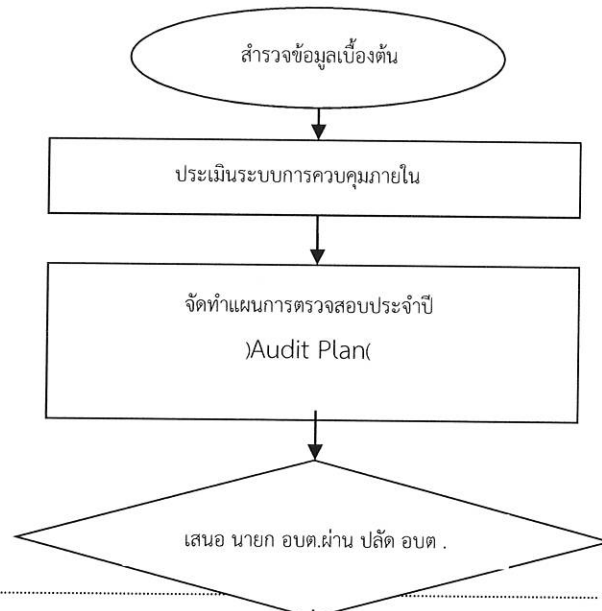 สำรวจข้อมูลเบื้องต้น
ประเมินระบบการควบคุมภายใน
จัดทำแผนการตรวจสอบประจำปี
)Audit Plan(
เสนอ นายก อบต.ผ่าน ปลัด อบต .